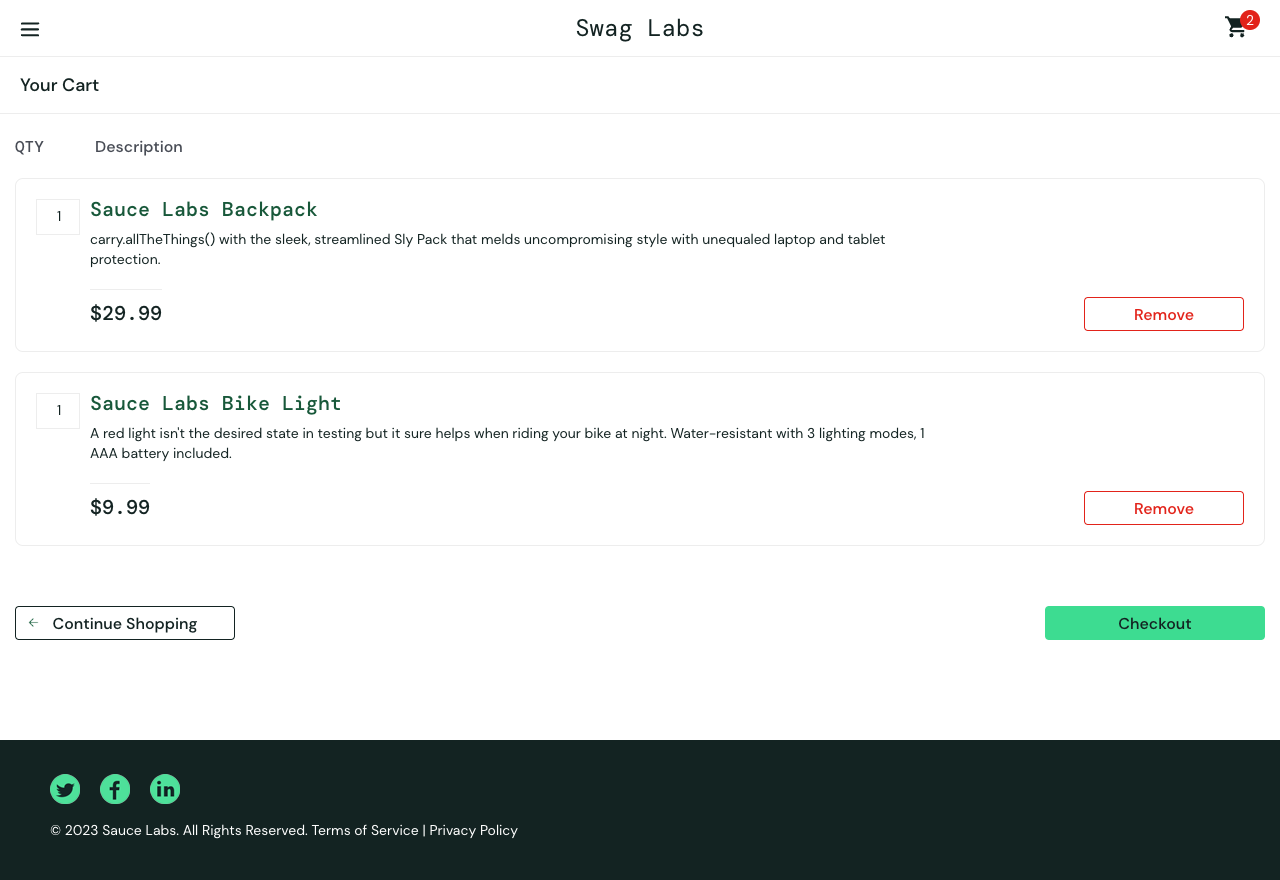 Swag Labs
2
Your Cart
QTY Description
1 Sauce Labs Backpack
carry.allTheThings() with the sleek, streamlined Sly Pack that melds uncompromising style with unequaled laptop and tablet
protection.
$29.99 Remove
1 Sauce Labs Bike Light
A red light isn't the desired state in testing but it sure helps when riding your bike at night. Water-resistant with 3 lighting modes, 1
AAA battery included.
$9.99 Remove
Continue Shopping Checkout
© 2023 Sauce Labs. All Rights Reserved. Terms of Service | Privacy Policy